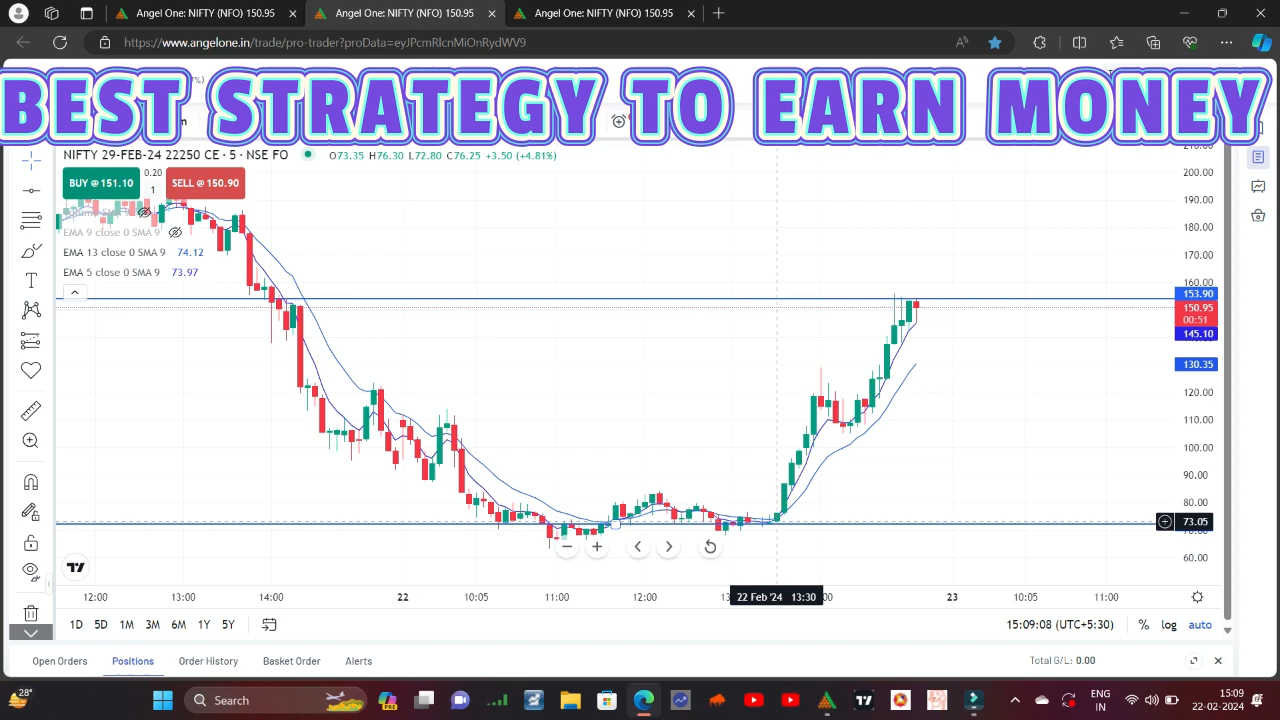 Angel One: NIFTY (NFO) 150.95
Angel One: NIFTY (NFO) 150.95
Angel One: NIFTY (NFO) 150.95
https://www.angelone.in/trade/pro-trader?proData=eyJPcmRlcnMiOnRydWV9
BEST STRATEGY TO EARN MONEY
NIFTY 29-FEB-24 22250 CE · 5 · NSE FO
O73.35 H76.30 L72.80 C76.25 +3.50 (+4.81%)
BUY @ 151.10
0.20
1
SELL @ 150.90
EMA 9 close 0 SMA 9
EMA 13 close 0 SMA 9 74.12
EMA 5 close 0 SMA 9 73.97
200.00
190.00
180.00
170.00
160.00
153.90
150.95
00:51
145.10
130.35
120.00
110.00
100.00
90.00
80.00
73.05
60.00
12:00 13:00 14:00 22 10:05 11:00 12:00 22 Feb '24 13:30 23 10:05 11:00
1D 5D 1M 3M 6M 1Y 5Y
15:09:08 (UTC+5:30) % log auto
Open Orders Positions Order History Basket Order Alerts
Total G/L: 0.00
28°
Search
PRE
ENG
IN
15:09
22-02-2024